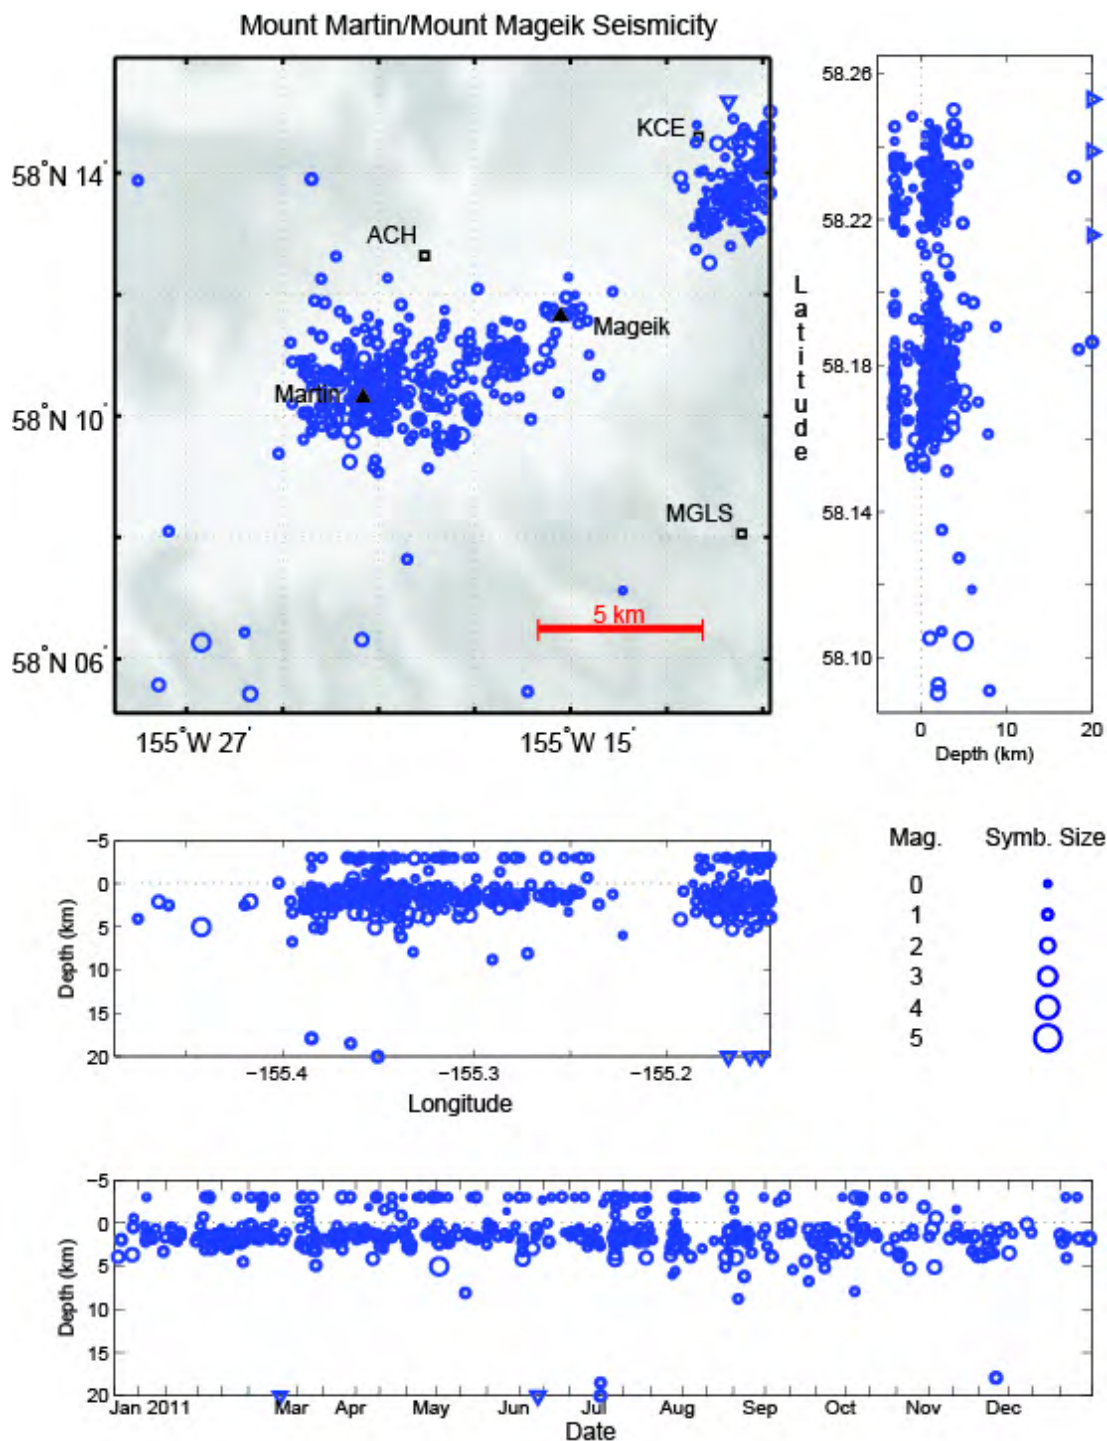 Mount Martin/Mount Mageik Seismicity
58°N 14'
58°N 10'
58°N 06'
155°W 27'
155°W 15'
KCE
ACH
Mageik
Martin
MGLS
5 km
Latitude
58.26
58.22
58.18
58.14
58.10
0
10
20
Depth (km)
−5
0
5
10
15
20
Depth (km)
−155.4
−155.3
−155.2
Longitude
Mag. Symb. Size
0
1
2
3
4
5
−5
0
5
10
15
20
Depth (km)
Jan 2011 Mar Apr May Jun Jul Aug Sep Oct Nov Dec
Date